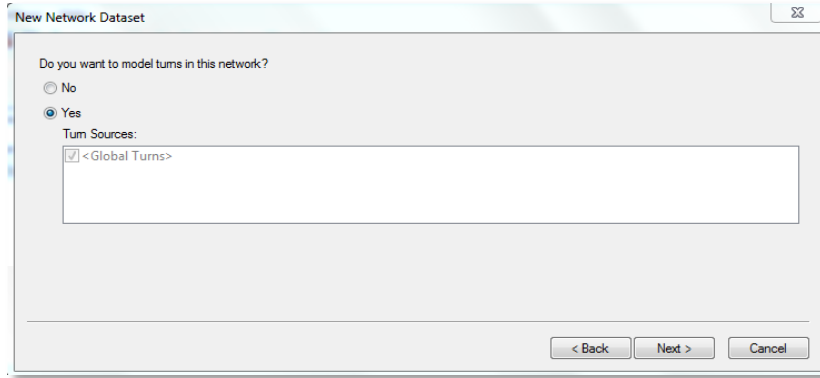 New Network Dataset
Do you want to model turns in this network?
No
Yes
Turn Sources:
<Global Turns>
< Back
Next >
Cancel